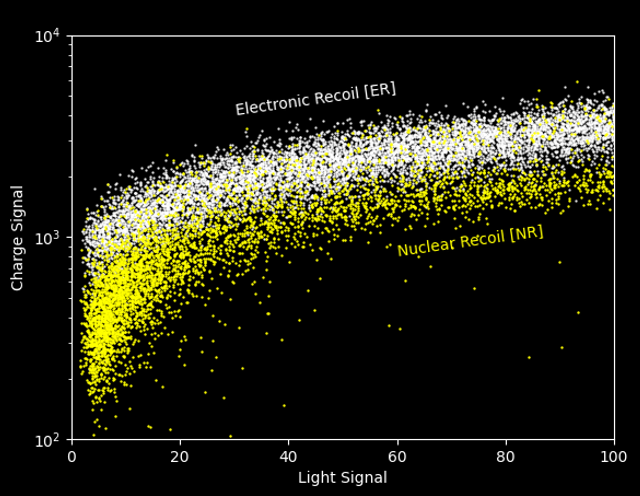 10⁴
Electronic Recoil [ER]
Charge Signal
10³
Nuclear Recoil [NR]
10²
0 20 40 60 80 100
Light Signal